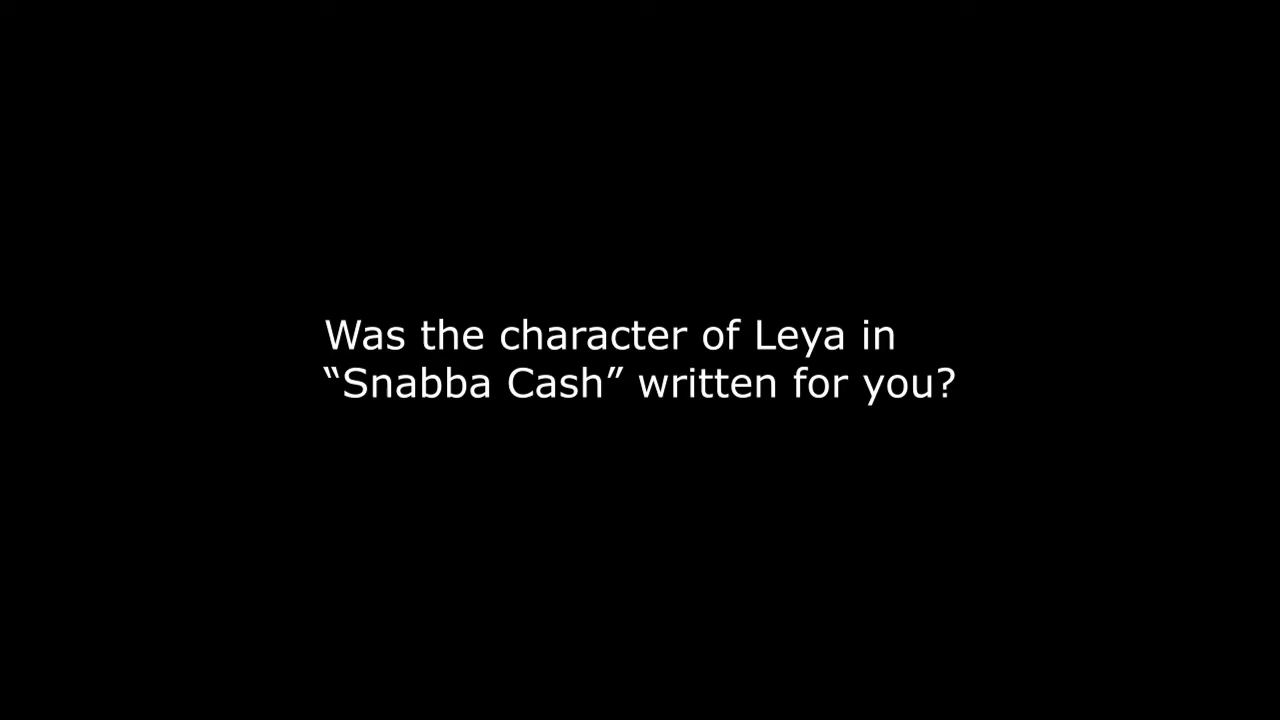 Was the character of Leya in
“Snabba Cash” written for you?